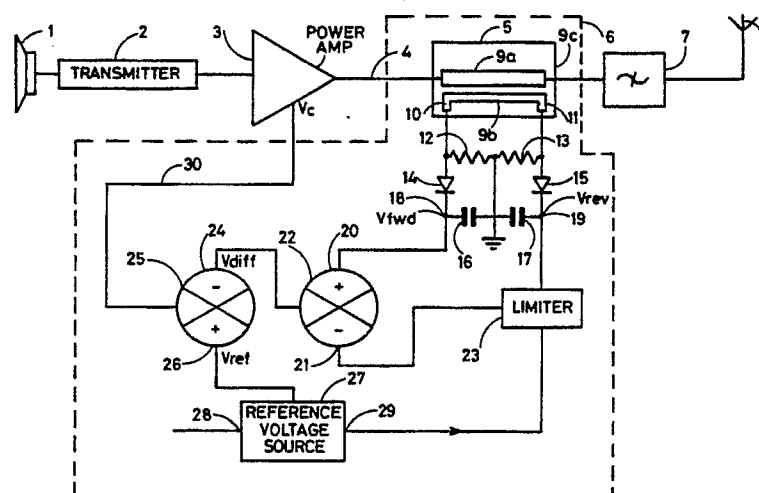 1
2
3
POWER
AMP
TRANSMITTER
Vc
4
5
9a
9c
6
7
10
9b
11
12
13
14
15
18
Vfwd
Vrev
19
16
17
30
24
Vdiff
22
20
25
-
+
+
-
26
Vref
21
LIMITER
23
27
28
REFERENCE
VOLTAGE
SOURCE
29